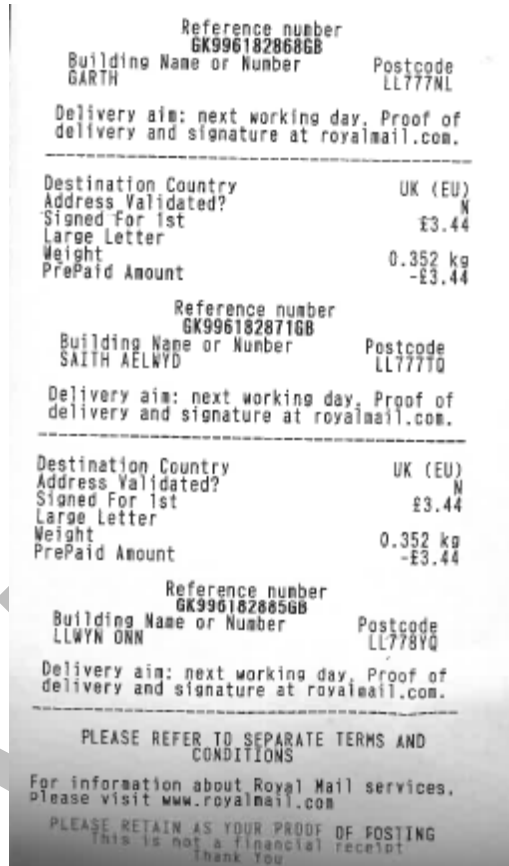 Reference number
GK996182868GB
Building Name or Number Postcode
GARTH LL777NL
Delivery aim: next working day. Proof of
delivery and signature at royalmail.com.
Destination Country UK (EU)
Address Validated? N
Signed For 1st £3.44
Large Letter
Weight 0.352 kg
PrePaid Amount -£3.44
Reference number
GK996182871GB
Building Name or Number Postcode
SAITH AELWYD LL777TQ
Delivery aim: next working day. Proof of
delivery and signature at royalmail.com.
Destination Country UK (EU)
Address Validated? N
Signed For 1st £3.44
Large Letter
Weight 0.352 kg
PrePaid Amount -£3.44
Reference number
GK996182885GB
Building Name or Number Postcode
LLWYN ONN LL778YQ
Delivery aim: next working day. Proof of
delivery and signature at royalmail.com.
PLEASE REFER TO SEPARATE TERMS AND
CONDITIONS
For information about Royal Mail services,
please visit www.royalmail.com
PLEASE RETAIN AS YOUR PROOF OF POSTING
This is not a financial receipt
Thank You